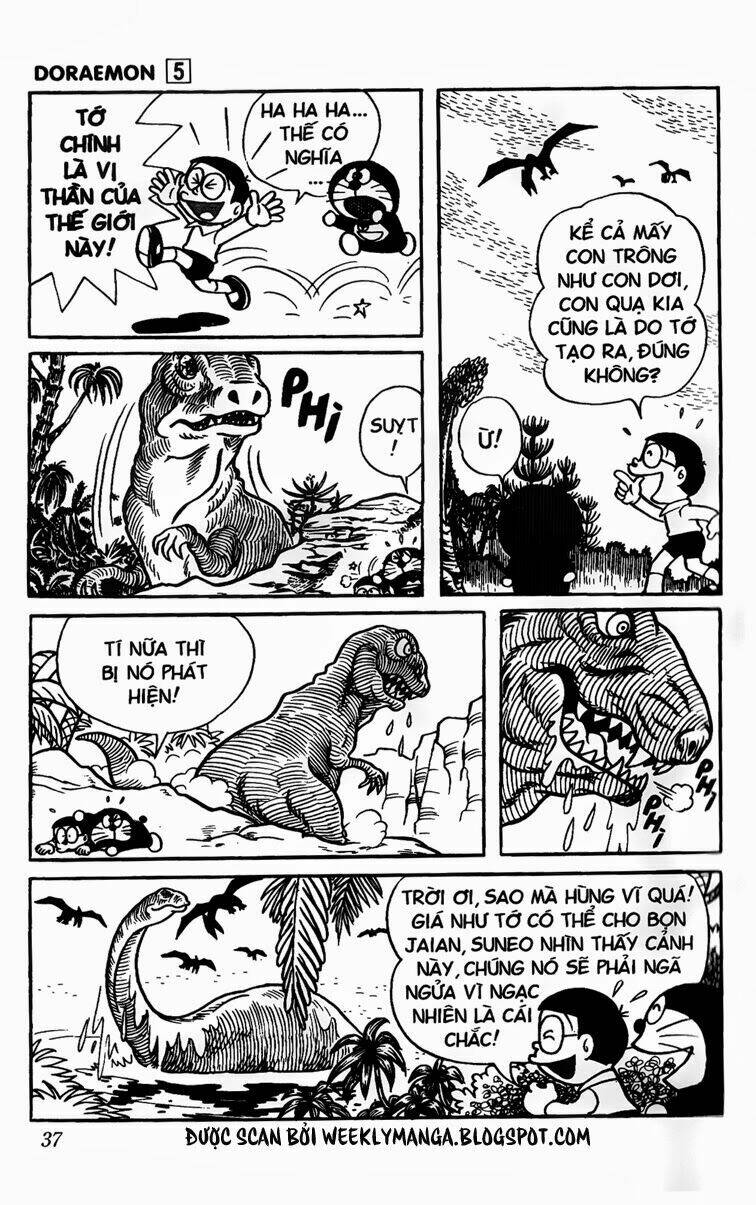 DORAEMON 5
KỂ CẢ MẤY
CON TRÔNG
NHƯ CON DƠI,
CON QUẠ KIA
CŨNG LÀ DO TỚ
TẠO RA, ĐÚNG
KHÔNG?
Ừ!
HA HA HA...
THẾ CÓ
NGHĨA
...
TỚ
CHÍNH
LÀ VỊ
THẦN CỦA
THẾ GIỚI
NÀY!
SUỴT
!
PHÌ
PHÌ
PHÌ
TÍ NỮA THÌ
BỊ NÓ PHÁT
HIỆN!
TRỜI ƠI, SAO MÀ HÙNG VĨ QUÁ!
GIÁ NHƯ TỚ CÓ THỂ CHO BỌN
JAIAN, SUNEO NHÌN THẤY CẢNH
NÀY, CHÚNG NÓ SẼ PHẢI NGÃ
NGỬA VÌ NGẠC
NHIÊN LÀ CÁI
CHẮC!
37
ĐƯỢC SCAN BỞI WEEKLYMANGA.BLOGSPOT.COM